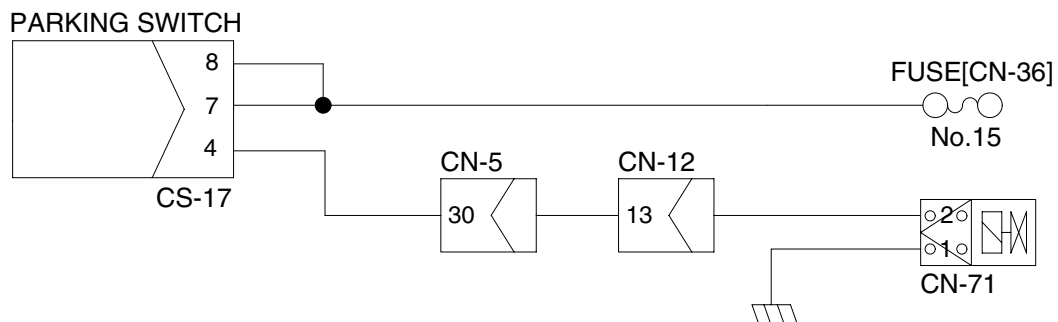 PARKING SWITCH
8
7
4
CS-17
FUSE[CN-36]
No.15
CN-5
30
CN-12
13
2
1
CN-71